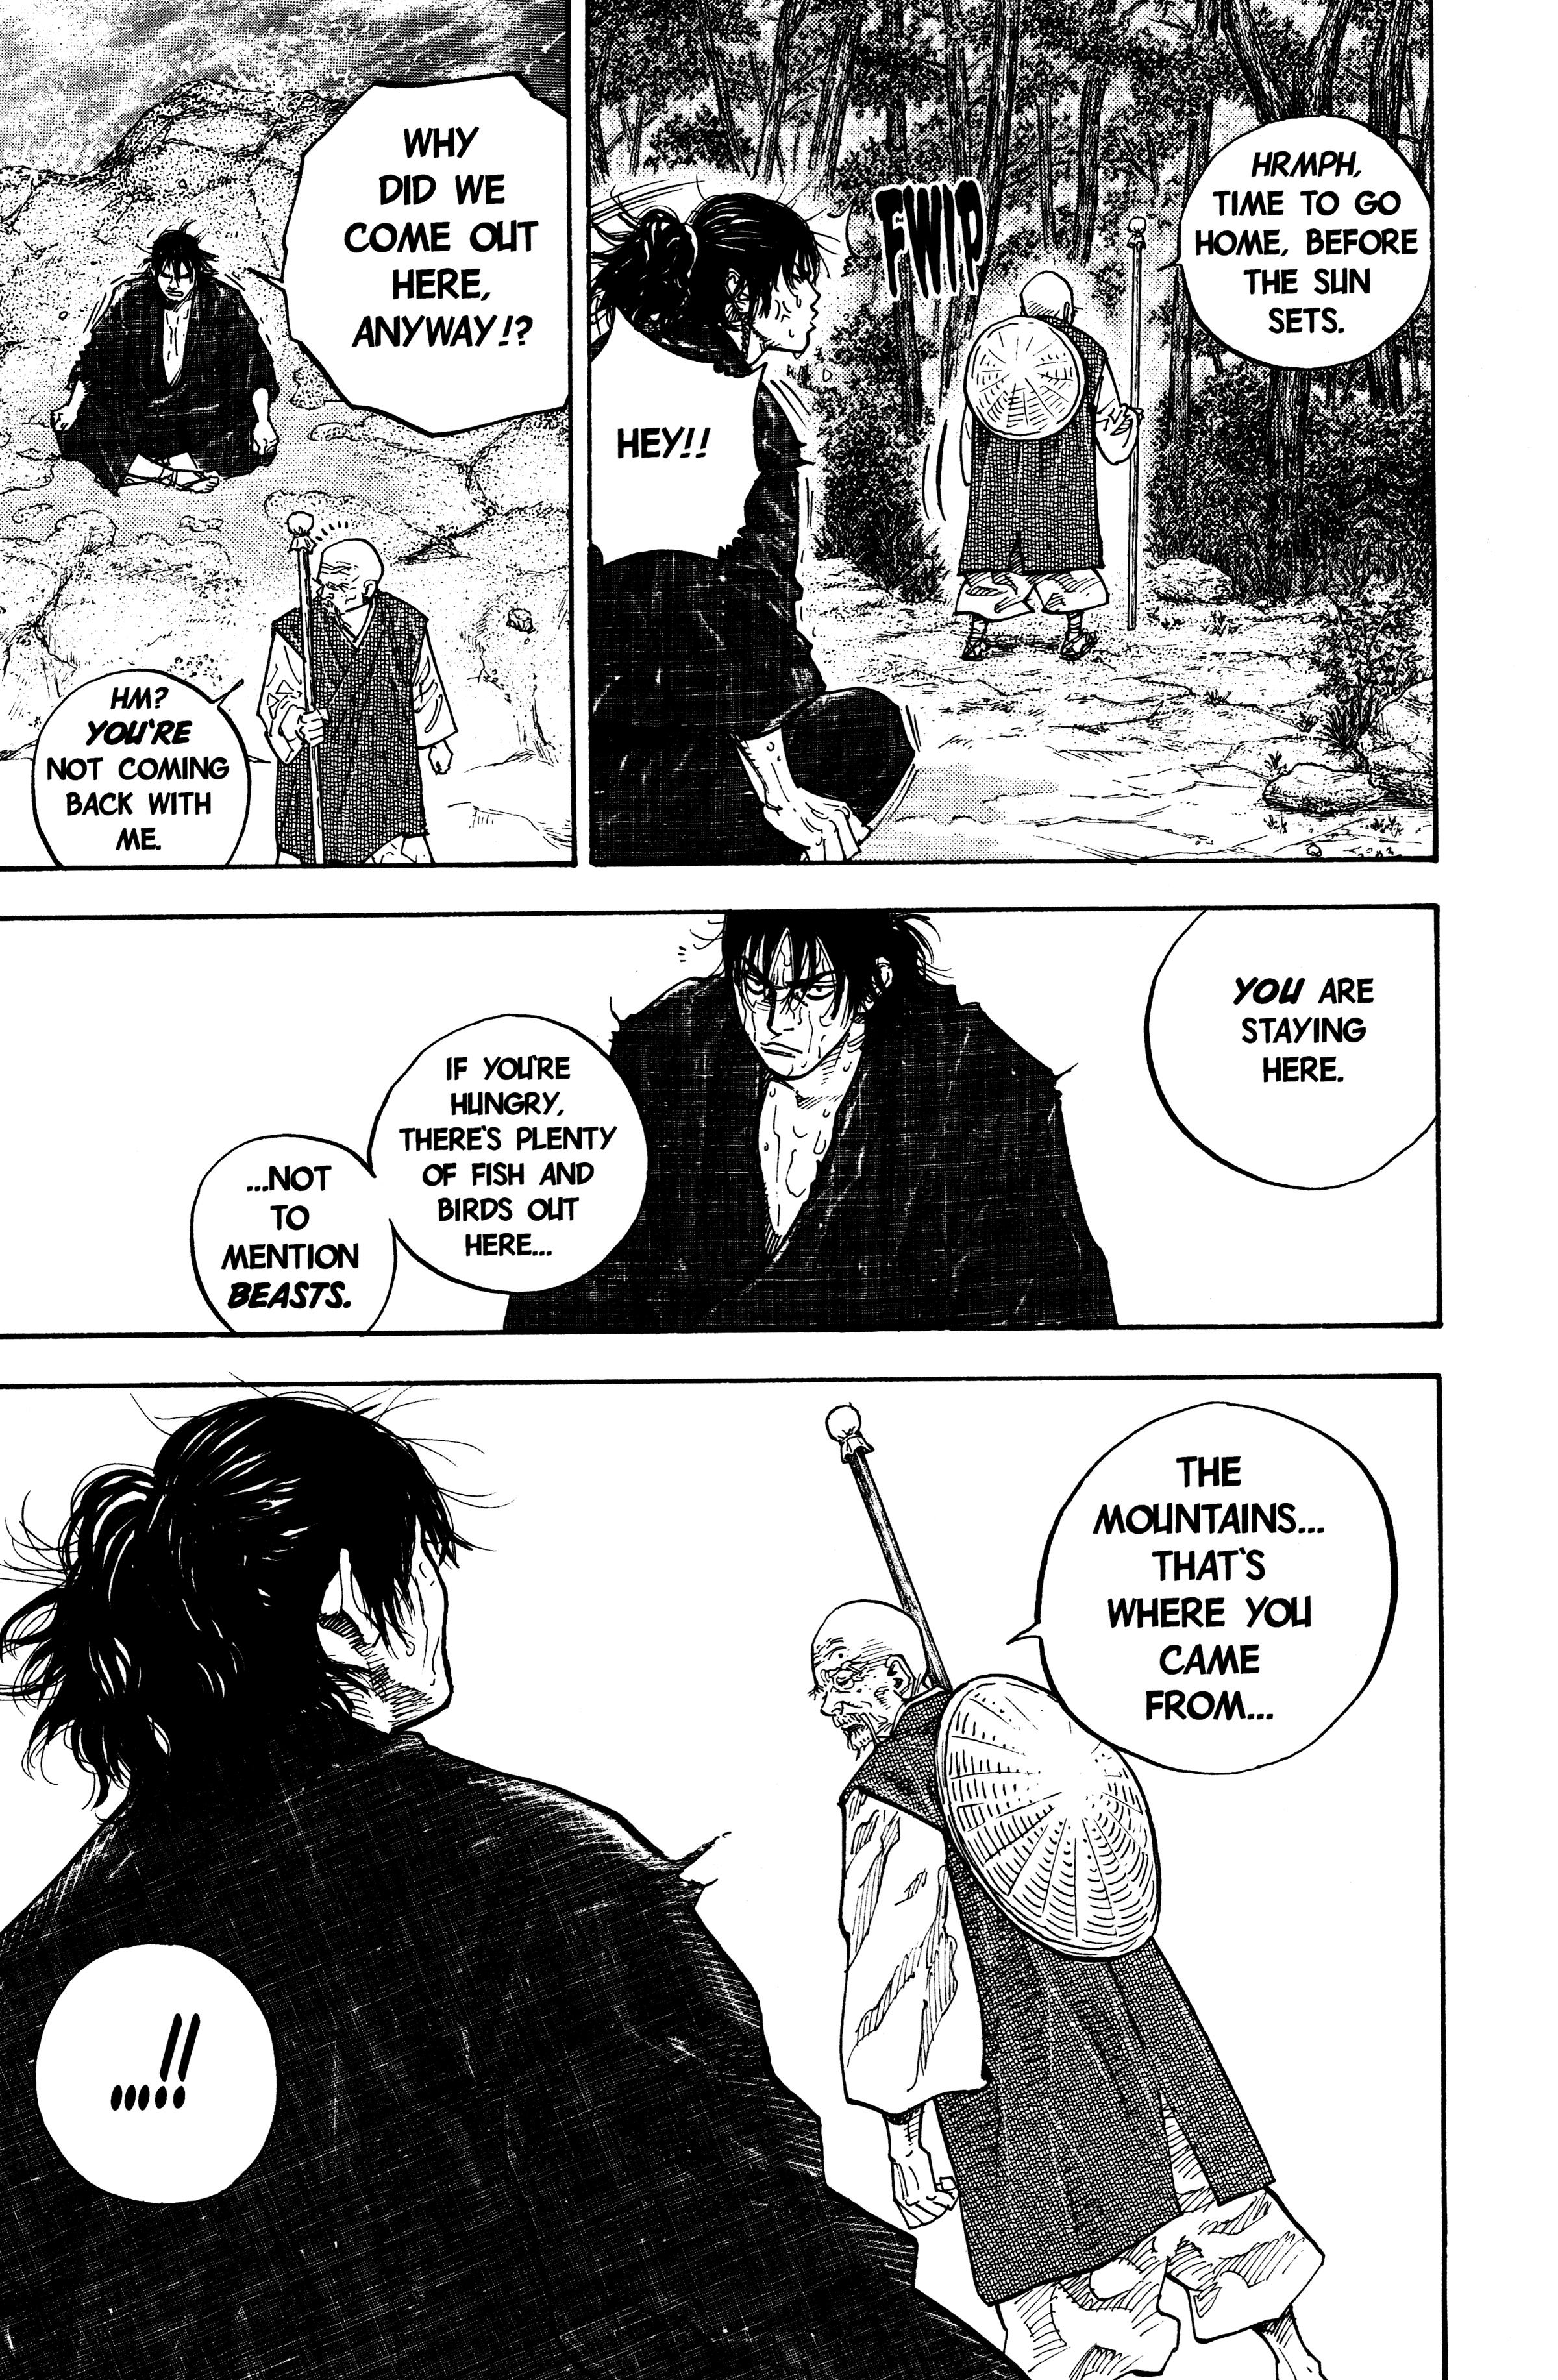 HRMPH,
TIME TO GO
HOME, BEFORE
THE SUN
SETS.
FWIP
HEY!!
WHY
DID WE
COME OUT
HERE,
ANYWAY!?
HM?
YOU'RE
NOT COMING
BACK WITH
ME.
YOU ARE
STAYING
HERE.
IF YOU'RE
HUNGRY,
THERE'S PLENTY
OF FISH AND
BIRDS OUT
HERE...
...NOT
TO
MENTION
BEASTS.
THE
MOUNTAINS...
THAT'S
WHERE YOU
CAME
FROM...
...!!